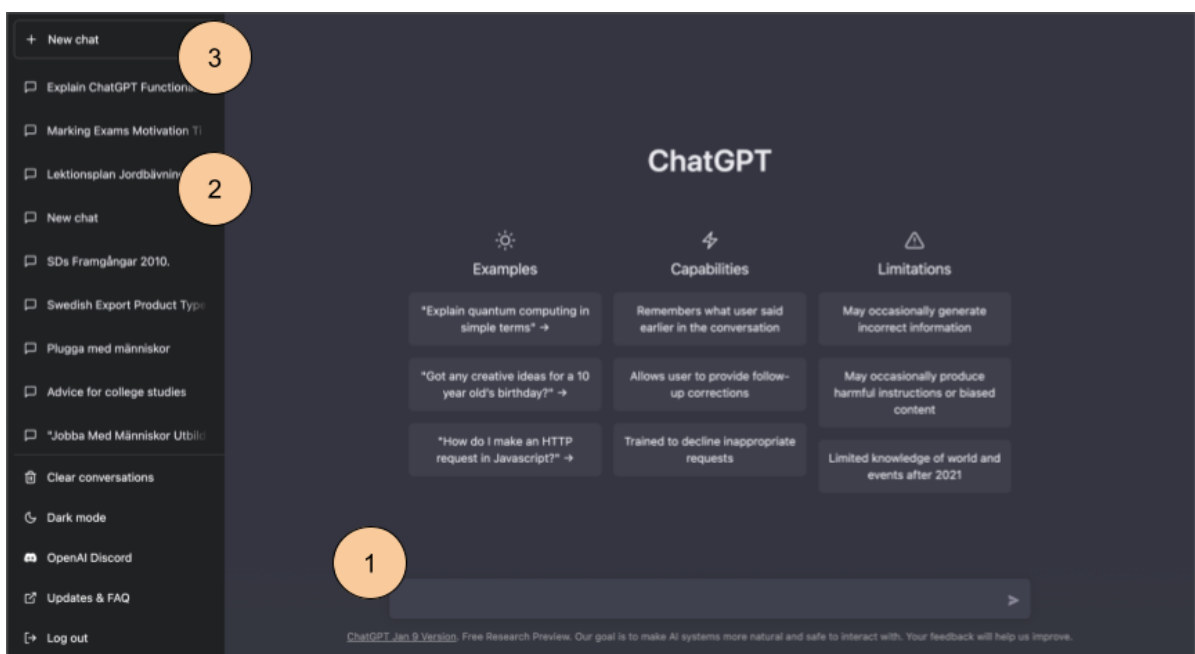 + New chat
3
Explain ChatGPT Function
Marking Exams Motivation Ti
Lektionsplan Jordbävnin
2
New chat
SDs Framgångar 2010.
Swedish Export Product Type
Plugga med människor
Advice for college studies
"Jobba Med Människor Utbild
Clear conversations
Dark mode
OpenAI Discord
Updates & FAQ
Log out
ChatGPT
Examples
"Explain quantum computing in
simple terms" →
"Got any creative ideas for a 10
year old's birthday?" →
"How do I make an HTTP
request in Javascript?" →
Capabilities
Remembers what user said
earlier in the conversation
Allows user to provide follow-
up corrections
Trained to decline inappropriate
requests
Limitations
May occasionally generate
incorrect information
May occasionally produce
harmful instructions or biased
content
Limited knowledge of world and
events after 2021
1
ChatGPT Jan 9 Version. Free Research Preview. Our goal is to make AI systems more natural and safe to interact with. Your feedback will help us improve.